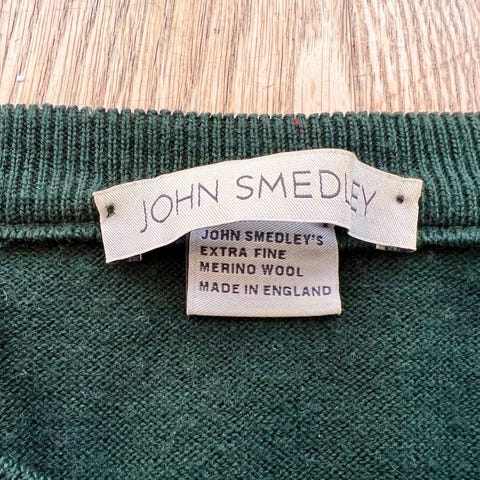 JOHN SMEDLEY
JOHN SMEDLEY'S
EXTRA FINE
MERINO WOOL
MADE IN ENGLAND